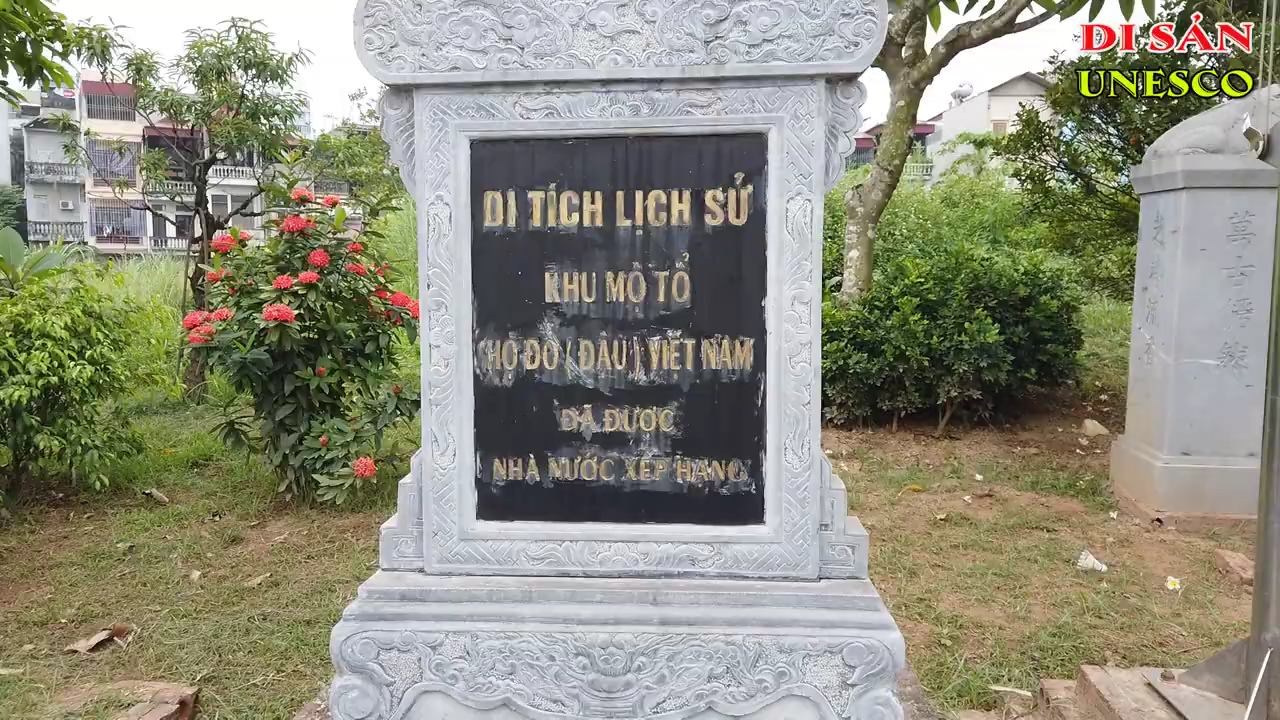 DI SẢN
UNESCO
DI TÍCH LỊCH SỬ
KHU MỘ TỔ
HỌ ĐỖ ( ĐẬU ) VIỆT NAM
ĐÃ ĐƯỢC
NHÀ NƯỚC XẾP HẠNG
萬古